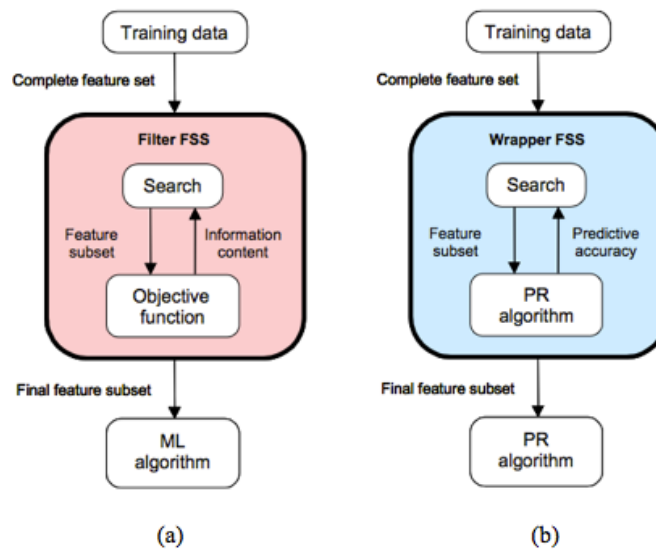 Training data
Complete feature set
Filter FSS
Search
Feature
subset
Information
content
Objective
function
Final feature subset
ML
algorithm
(a)
Training data
Complete feature set
Wrapper FSS
Search
Feature
subset
Predictive
accuracy
PR
algorithm
Final feature subset
PR
algorithm
(b)